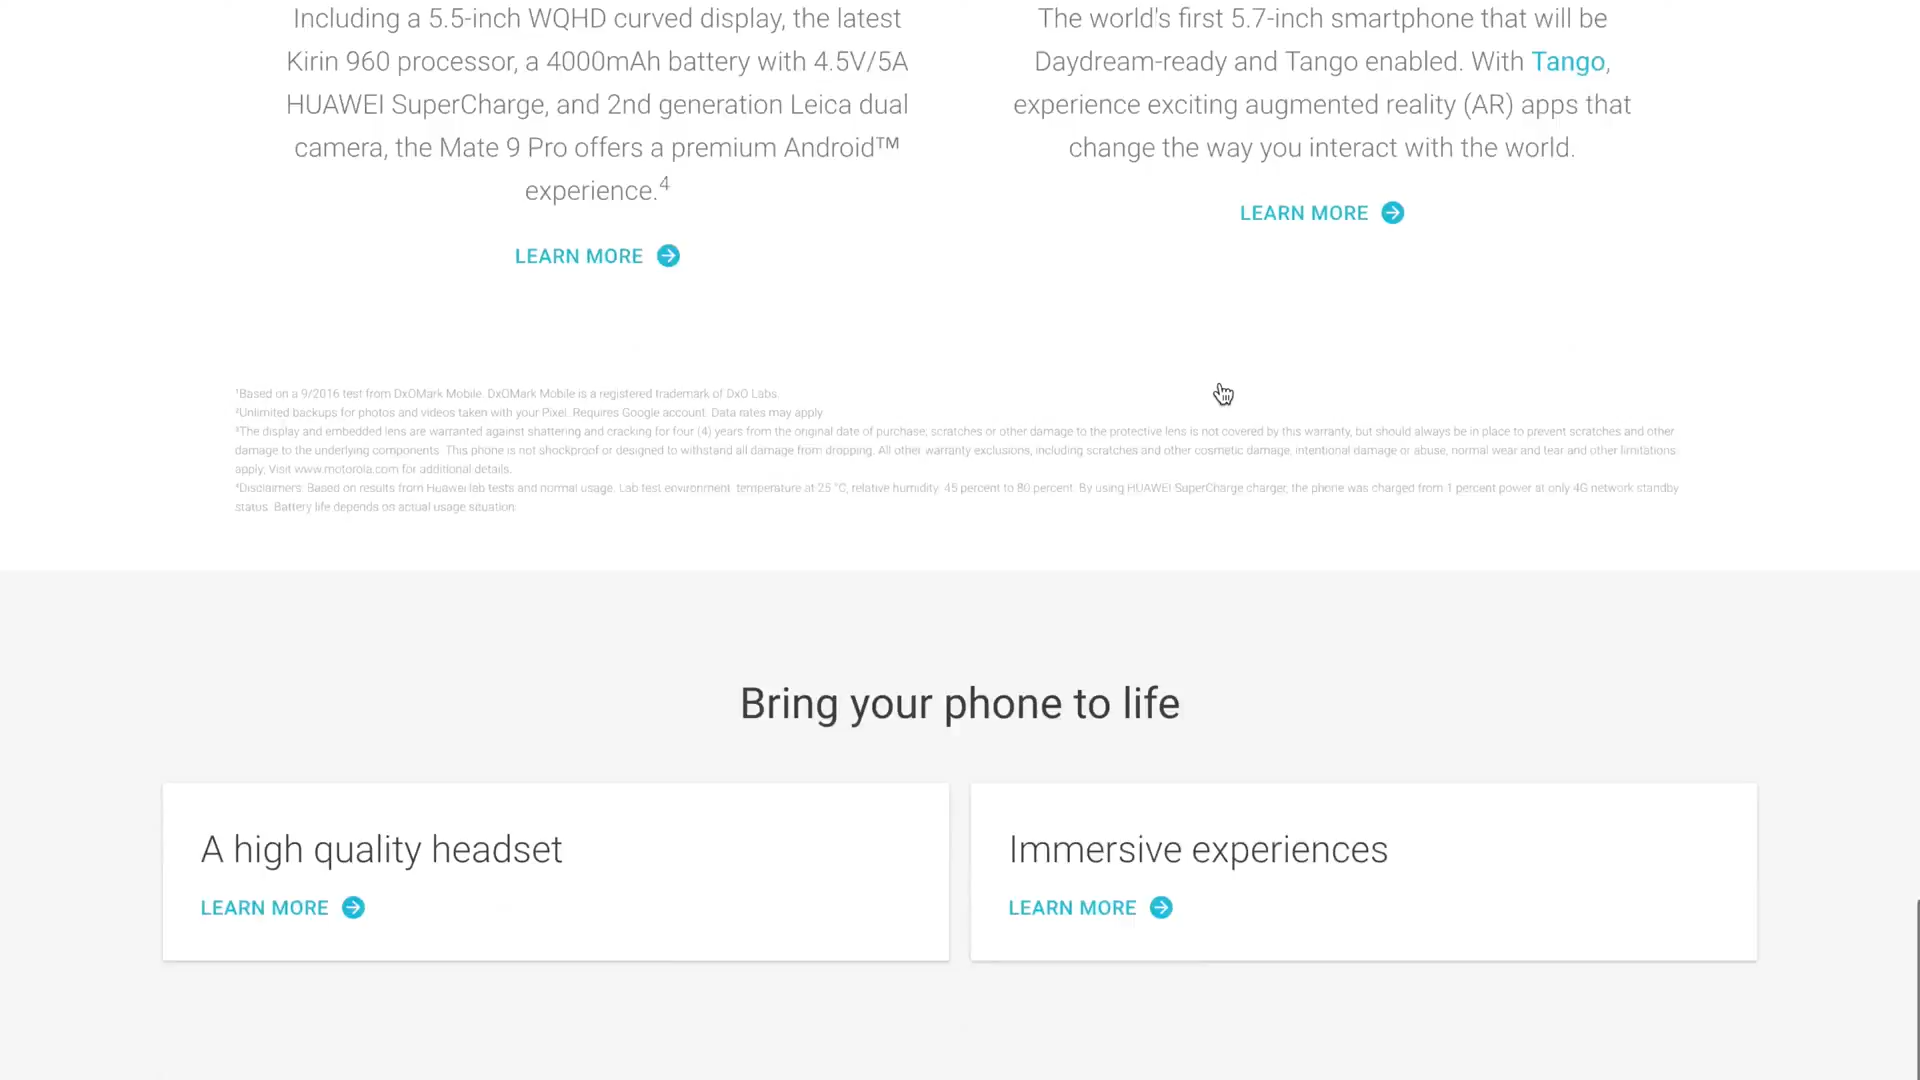 Including a 5.5-inch WQHD curved display, the latest
Kirin 960 processor, a 4000mAh battery with 4.5V/5A
HUAWEI SuperCharge, and 2nd generation Leica dual
camera, the Mate 9 Pro offers a premium Android™
experience.4
LEARN MORE
The world's first 5.7-inch smartphone that will be
Daydream-ready and Tango enabled. With Tango,
experience exciting augmented reality (AR) apps that
change the way you interact with the world.
LEARN MORE
¹Based on a 9/2016 test from DxOMark Mobile. DxOMark Mobile is a registered trademark of DxO Labs.
²Unlimited backups for photos and videos taken with your Pixel. Requires Google account. Data rates may apply
³The display and embedded lens are warranted against shattering and cracking for four (4) years from the original date of purchase; scratches or other damage to the protective lens is not covered by this warranty, but should always be in place to prevent scratches and other
damage to the underlying components. This phone is not shockproof or designed to withstand all damage from dropping. All other warranty exclusions, including scratches and other cosmetic damage, intentional damage or abuse, normal wear and tear and other limitations
apply; Visit www.motorola.com for additional details.
⁴Disclaimers: Based on results from Huawei lab tests and normal usage. Lab test environment: temperature at 25 °C, relative humidity: 45 percent to 80 percent. By using HUAWEI SuperCharge charger, the phone was charged from 1 percent power at only 4G network standby
status. Battery life depends on actual usage situation.
Bring your phone to life
A high quality headset
LEARN MORE
Immersive experiences
LEARN MORE